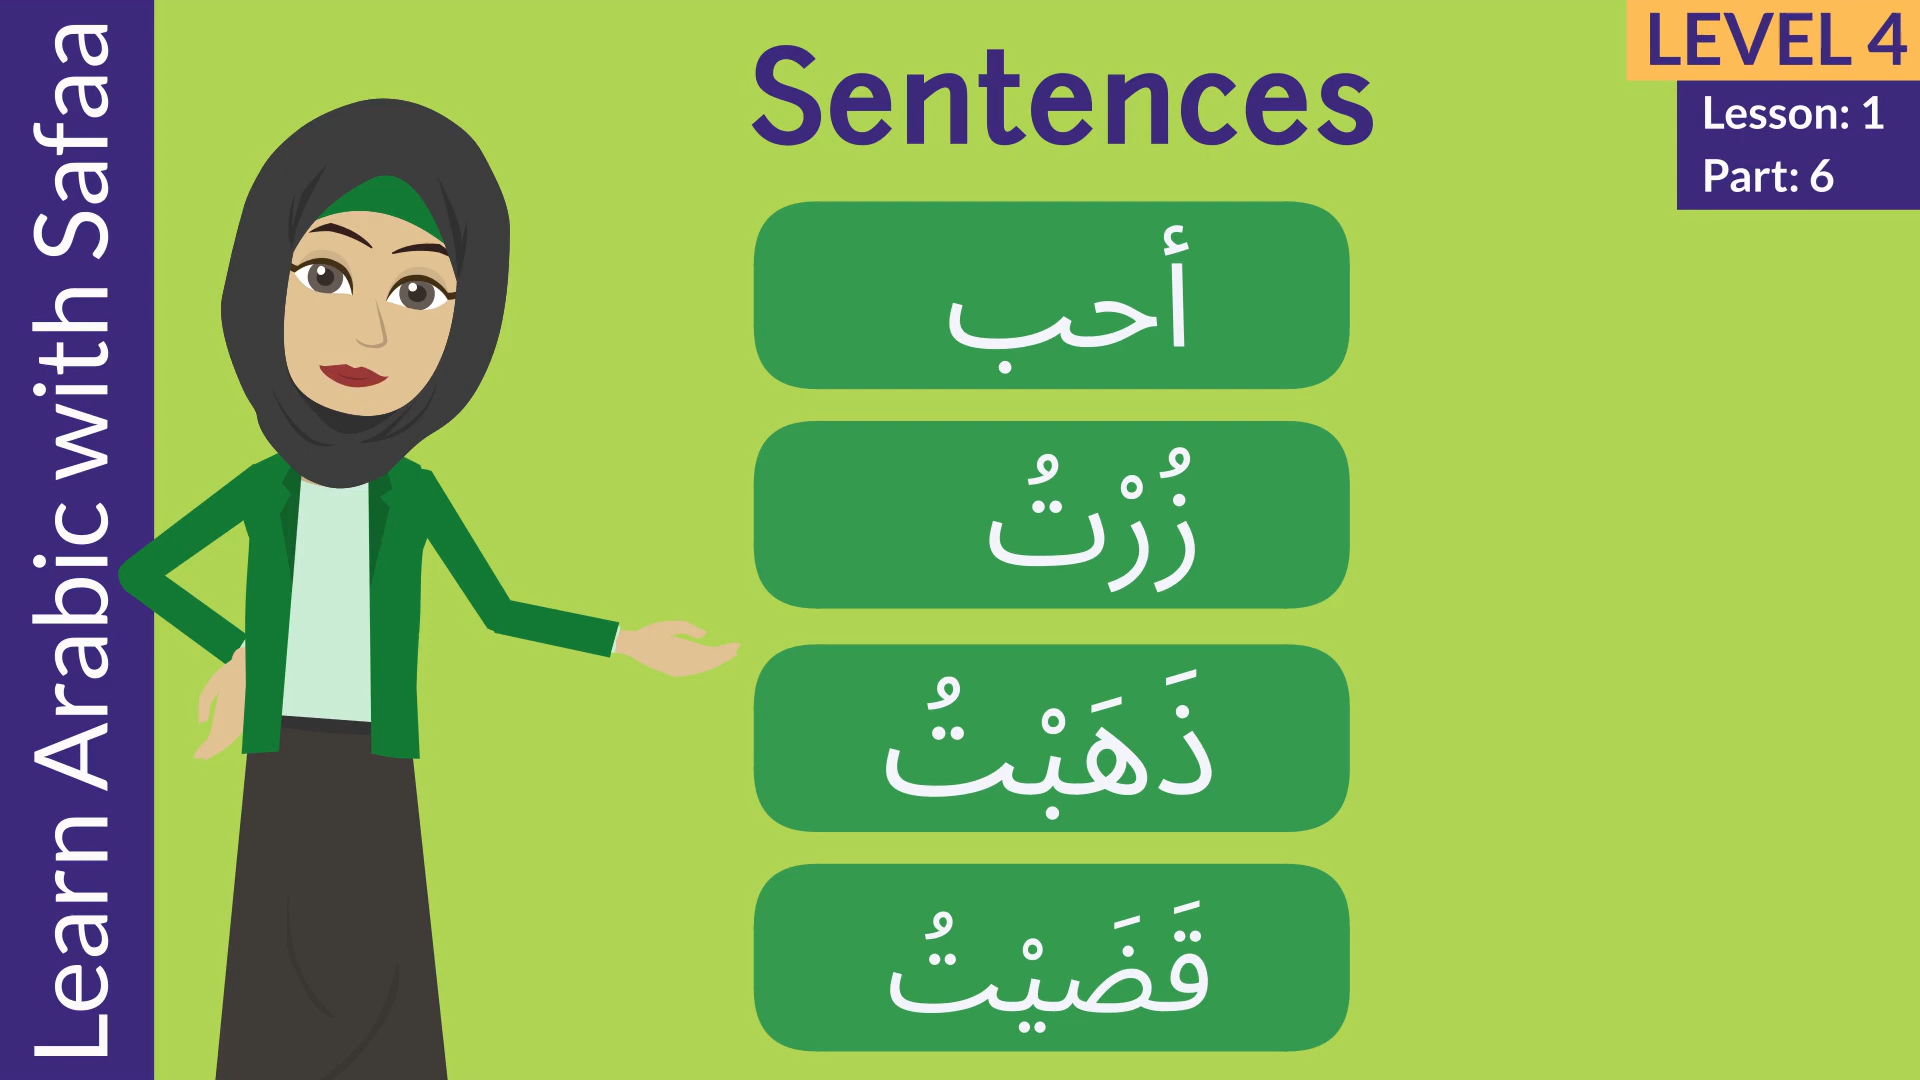 Learn Arabic with Safaa
Sentences
LEVEL 4
Lesson: 1
Part: 6
أحب
زُرْتُ
ذَهَبْتُ
قَضَيْتُ